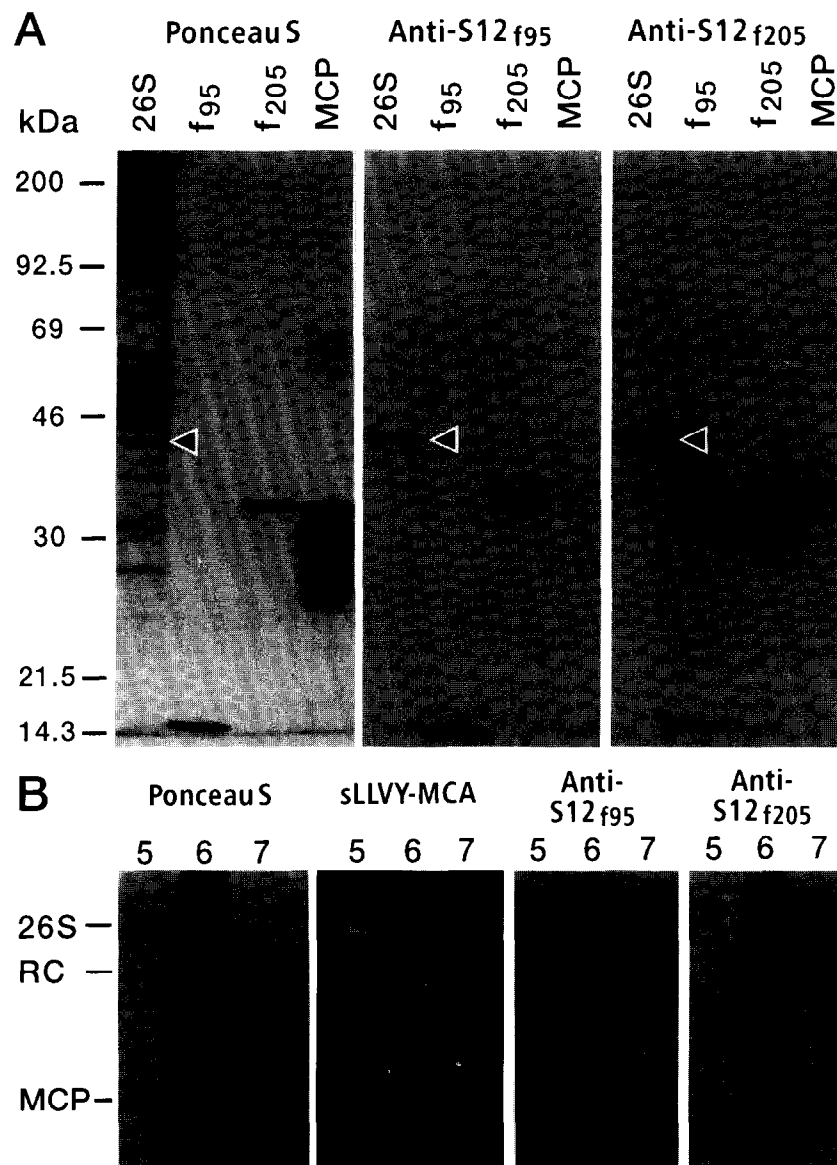 A
Ponceau S Anti-S12 f95 Anti-S12 f205
kDa 26S f95 f205 MCP 26S f95 f205 MCP 26S f95 f205 MCP
200
92.5
69
46
30
21.5
14.3
B
Ponceau S sLLVY-MCA Anti-S12 f95 Anti-S12 f205
5 6 7 5 6 7 5 6 7 5 6 7
26S
RC
MCP